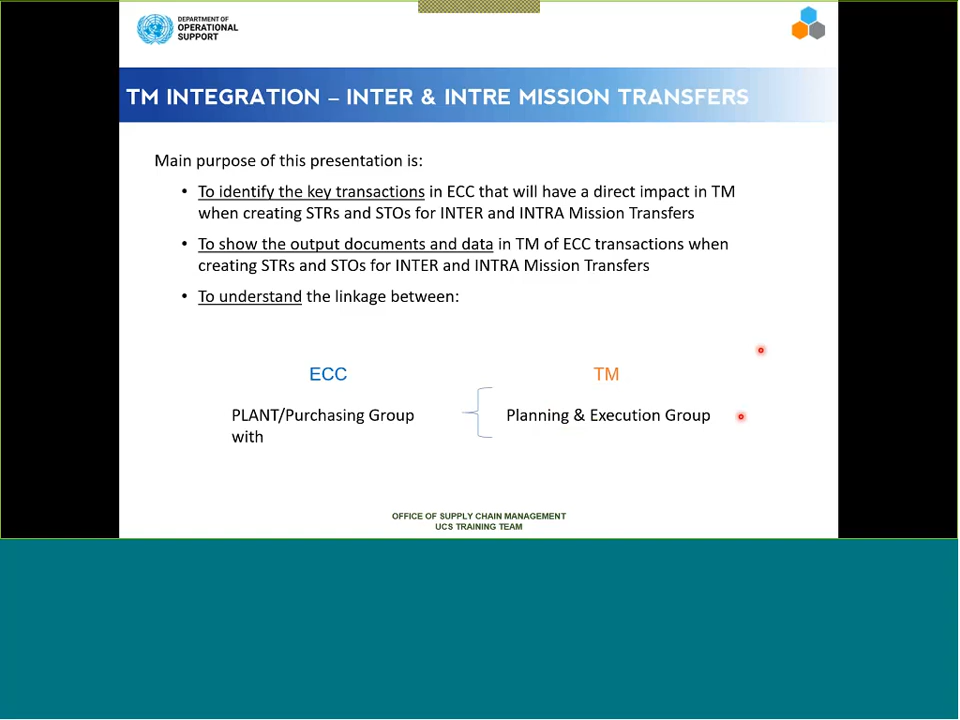 DEPARTMENT OF
OPERATIONAL
SUPPORT
TM INTEGRATION – INTER & INTRE MISSION TRANSFERS
Main purpose of this presentation is:
• To identify the key transactions in ECC that will have a direct impact in TM
when creating STRs and STOs for INTER and INTRA Mission Transfers
• To show the output documents and data in TM of ECC transactions when
creating STRs and STOs for INTER and INTRA Mission Transfers
• To understand the linkage between:
ECC
TM
PLANT/Purchasing Group
with
Planning & Execution Group
OFFICE OF SUPPLY CHAIN MANAGEMENT
UCS TRAINING TEAM